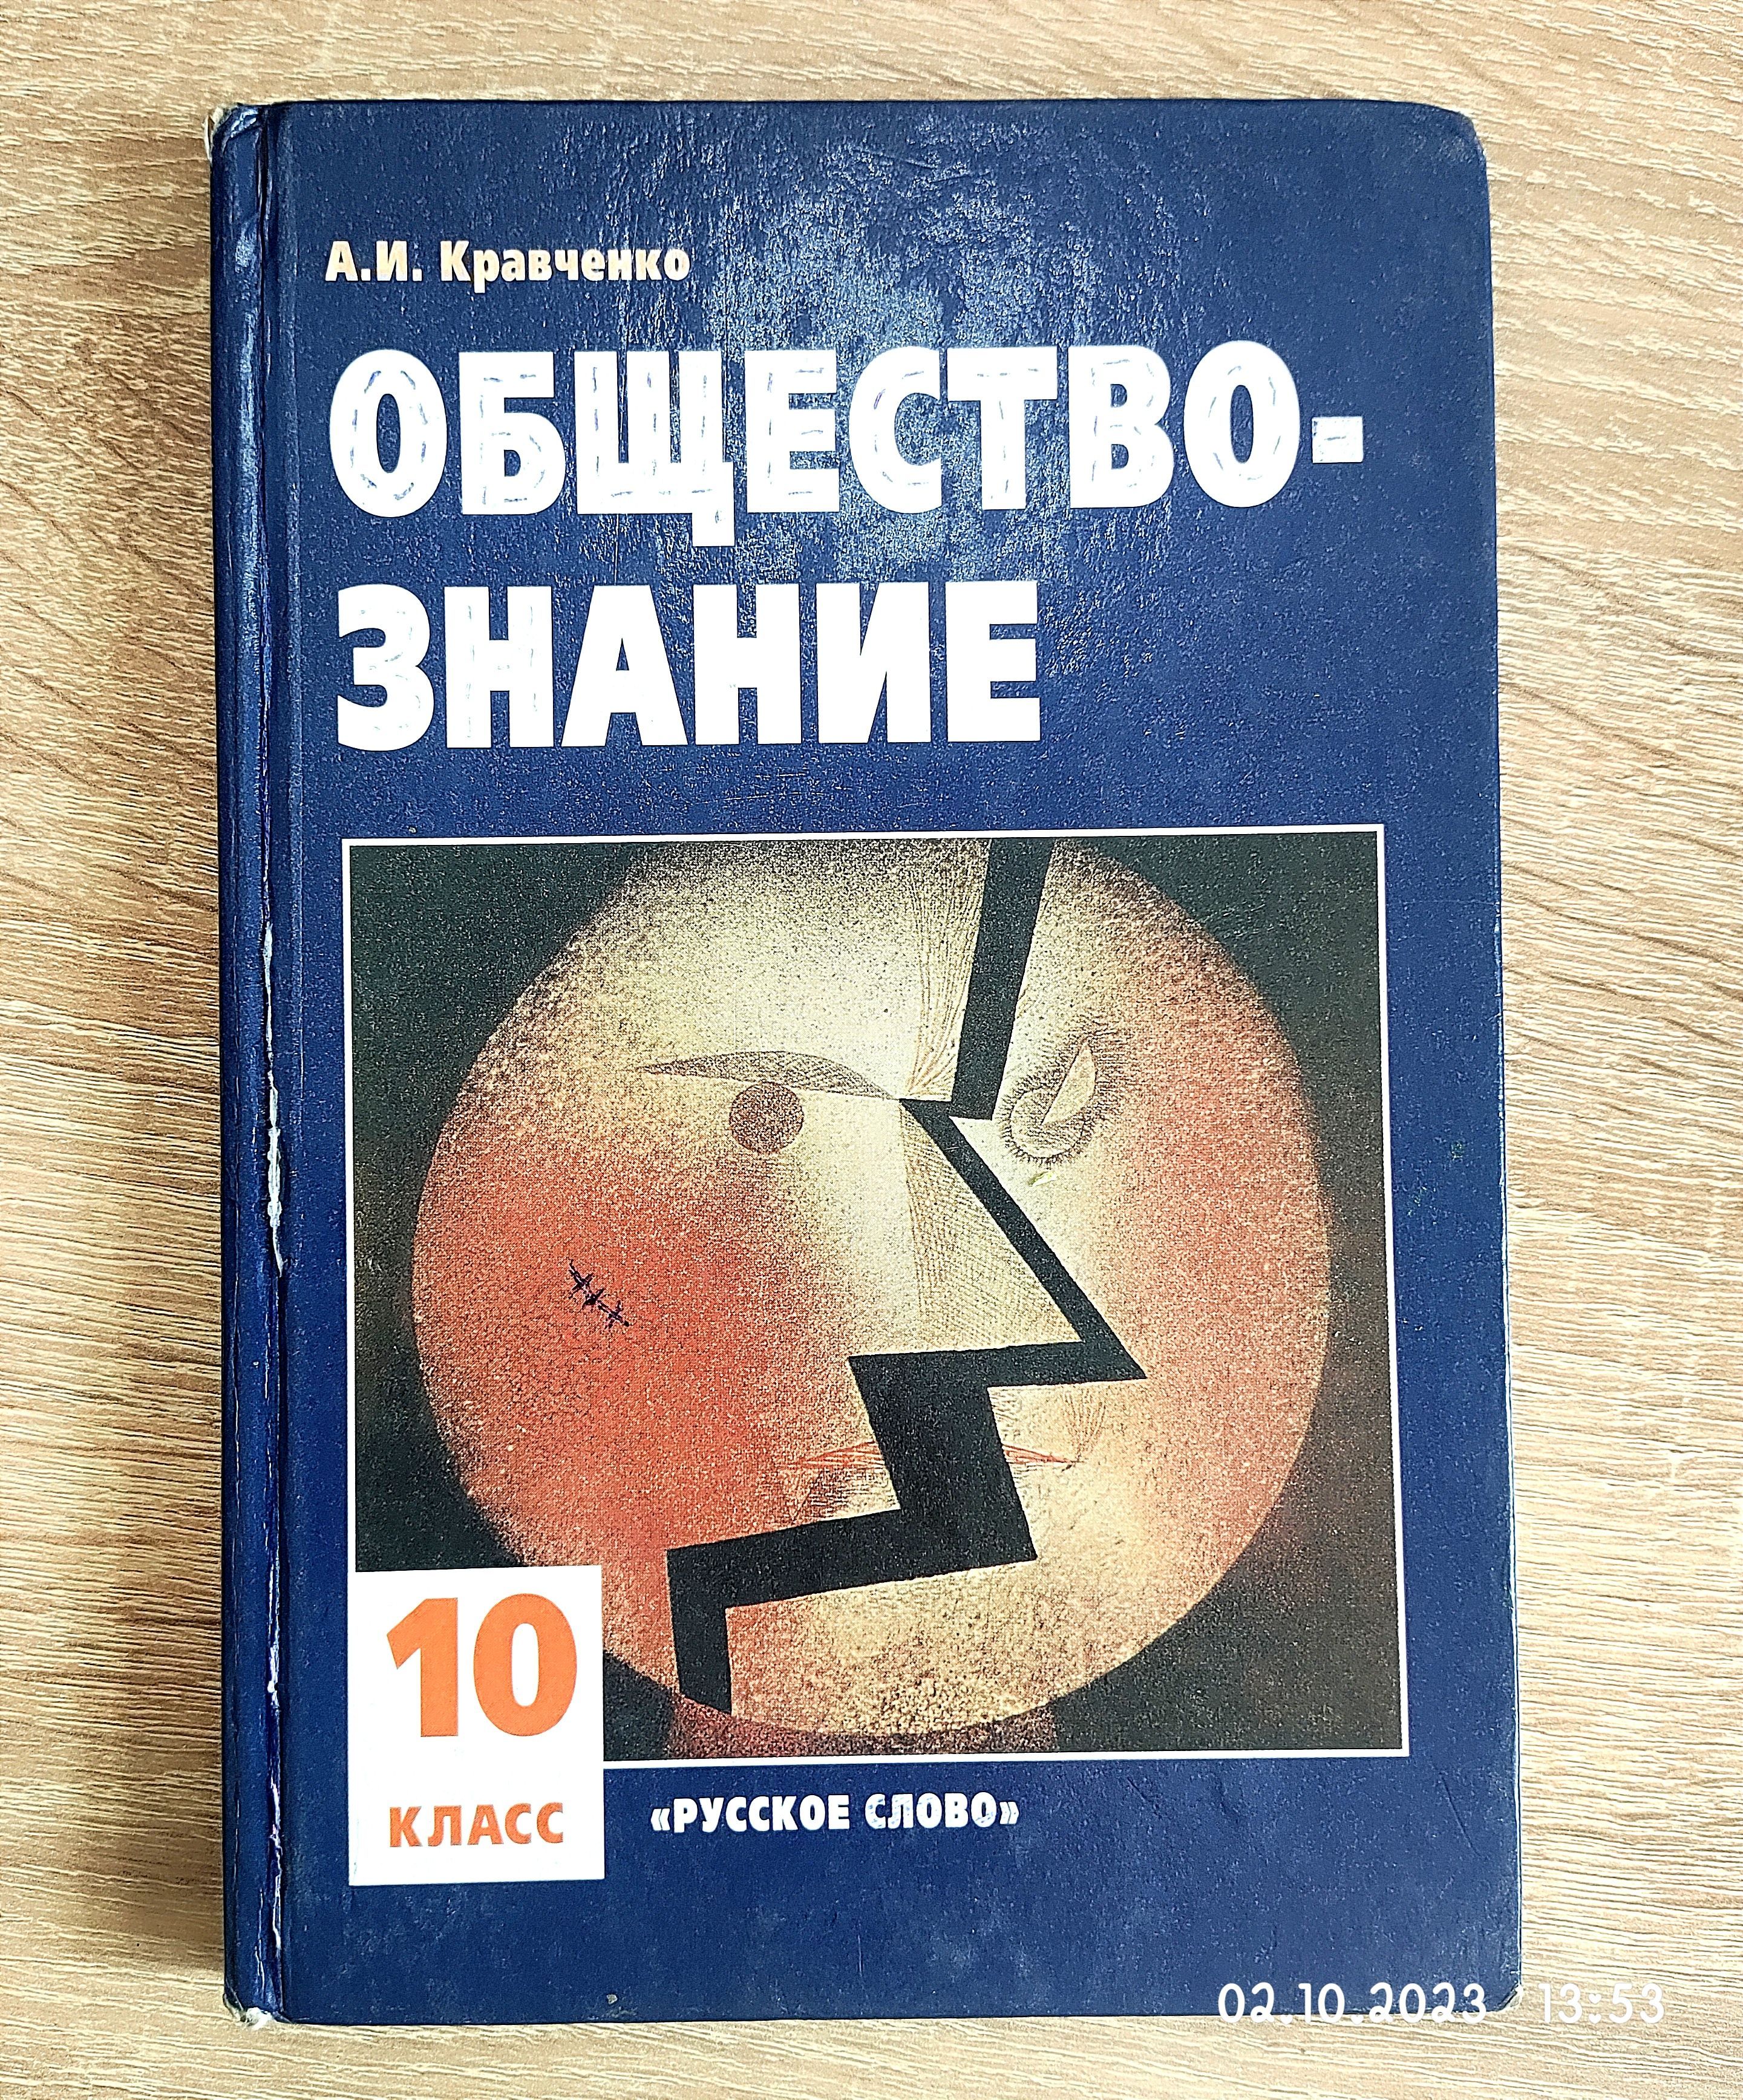 А.И. Кравченко
ОБЩЕСТВО-
ЗНАНИЕ
10
КЛАСС
«РУССКОЕ СЛОВО»
02.10.2023 13:53